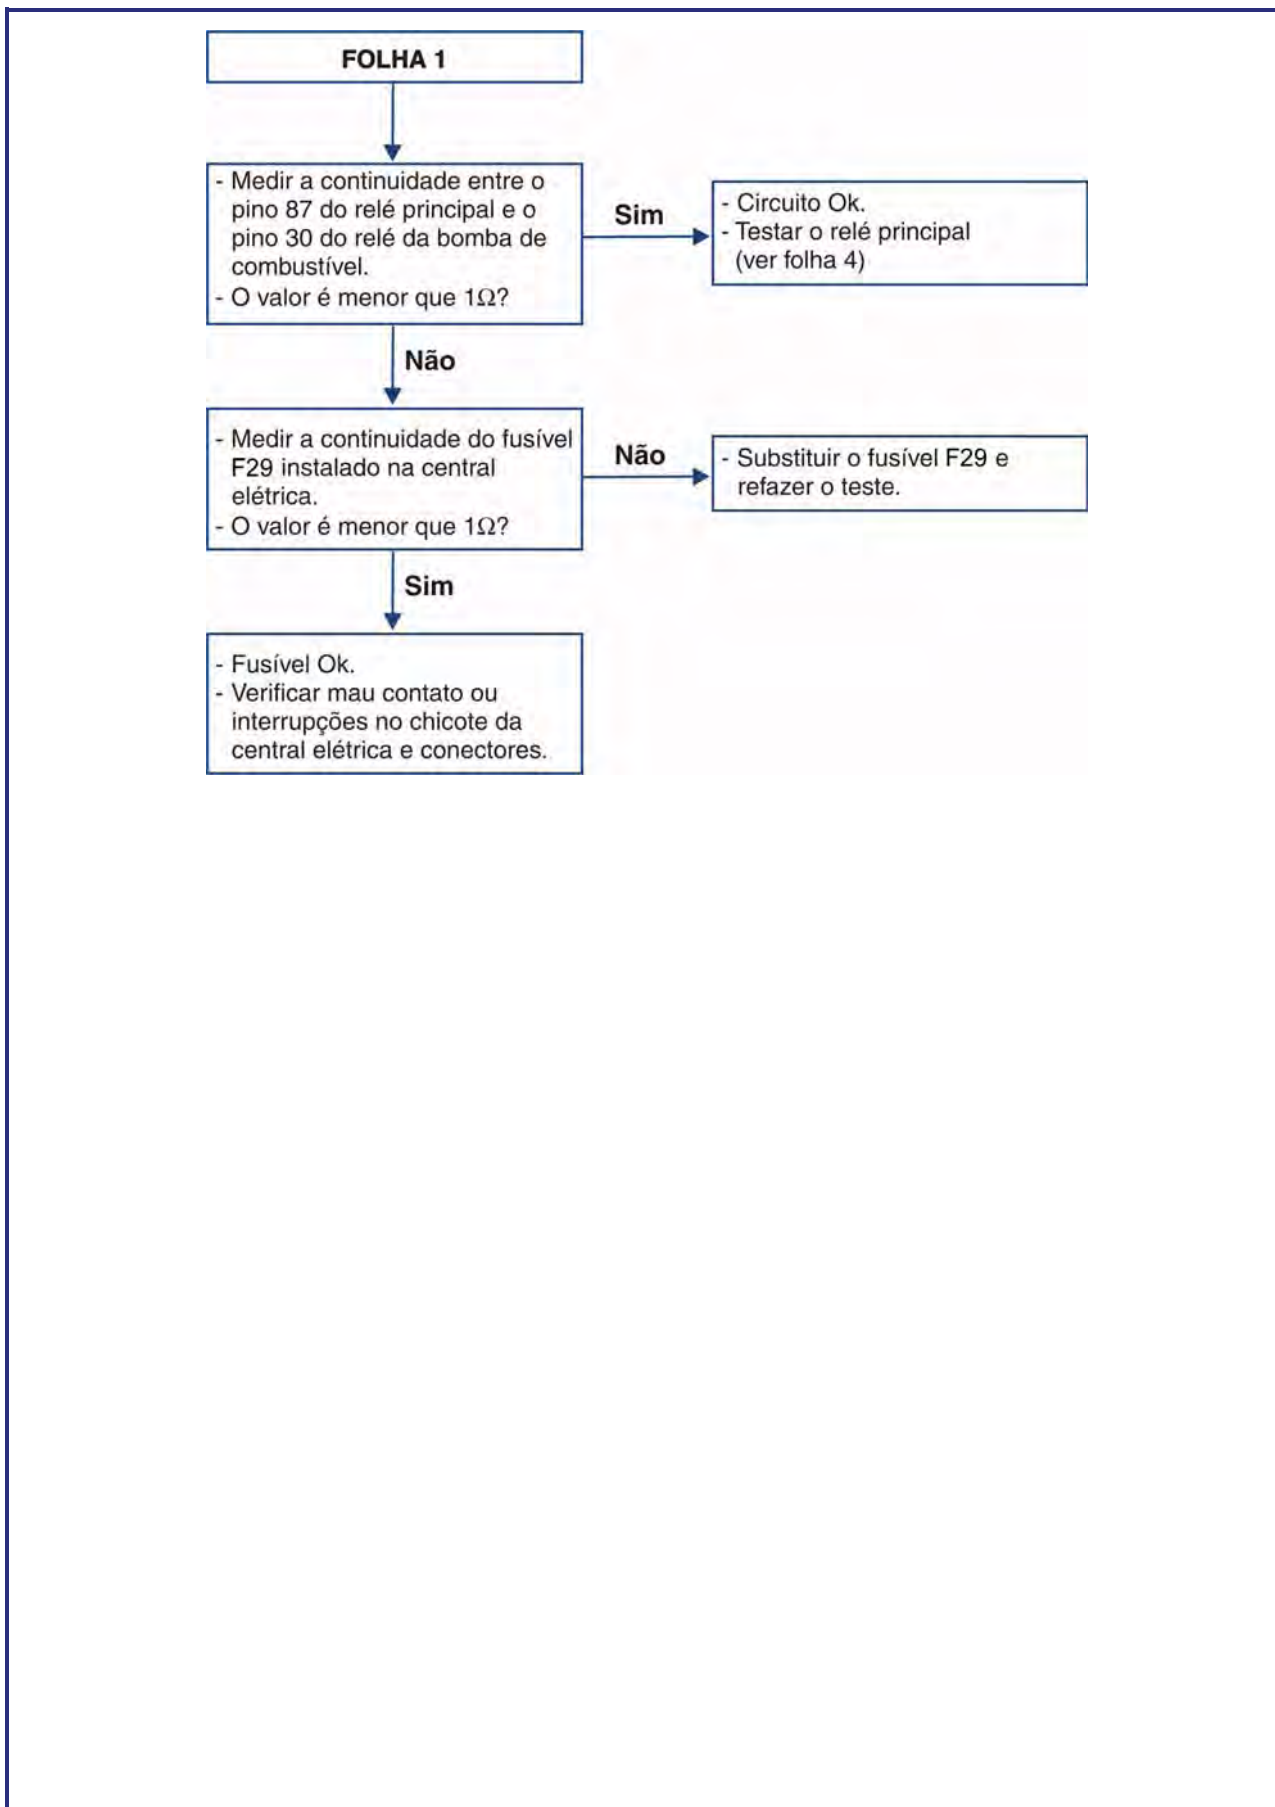 FOLHA 1
- Medir a continuidade entre o
pino 87 do relé principal e o
pino 30 do relé da bomba de
combustível.
- O valor é menor que 1Ω?
Sim
- Circuito Ok.
- Testar o relé principal
(ver folha 4)
Não
- Medir a continuidade do fusível
F29 instalado na central
elétrica.
- O valor é menor que 1Ω?
Não
- Substituir o fusível F29 e
refazer o teste.
Sim
- Fusível Ok.
- Verificar mau contato ou
interrupções no chicote da
central elétrica e conectores.